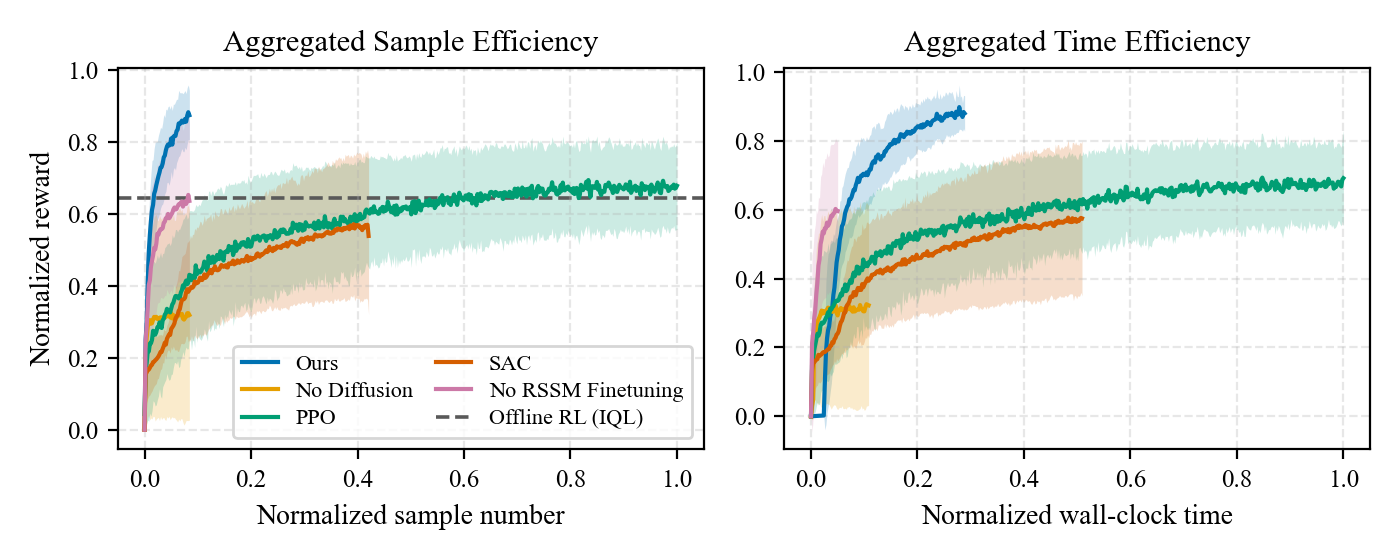 Aggregated Sample Efficiency
1.0
0.8
0.6
0.4
0.2
0.0
Normalized reward
0.0 0.2 0.4 0.6 0.8 1.0
Normalized sample number
Ours
No Diffusion
PPO
SAC
No RSSM Finetuning
Offline RL (IQL)
Aggregated Time Efficiency
1.0
0.8
0.6
0.4
0.2
0.0
0.0 0.2 0.4 0.6 0.8 1.0
Normalized wall-clock time